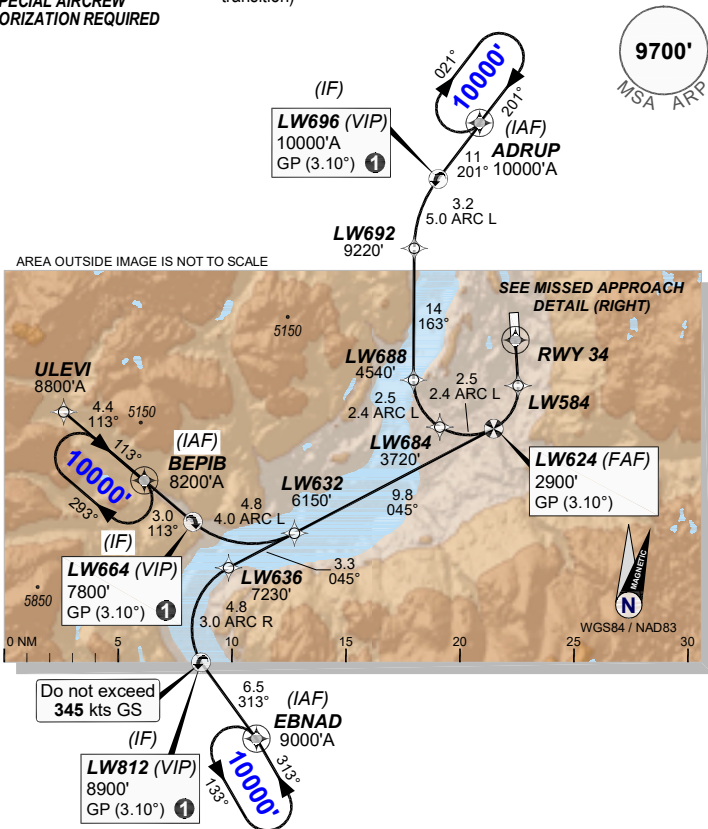 PECIAL AIRCREW
ORIZATION REQUIRED
transition)
9700'
MSA ARP
021°
10000'
201°
(IF)
LW696 (VIP)
10000'A
GP (3.10°) 1
(IAF)
ADRUP
10000'A
11
201°
3.2
5.0 ARC L
LW692
9220'
AREA OUTSIDE IMAGE IS NOT TO SCALE
SEE MISSED APPROACH
DETAIL (RIGHT)
14
163°
5150
RWY 34
ULEVI
8800'A
LW688
4540'
4.4
113°
5150
2.5
2.4 ARC L
2.5
2.4 ARC L
LW584
113°
(IAF)
BEPIB
8200'A
10000'
293°
LW684
3720'
LW624 (FAF)
2900'
GP (3.10°)
LW632
6150'
9.8
045°
3.0
113°
4.8
4.0 ARC L
(IF)
LW664 (VIP)
7800'
GP (3.10°) 1
3.3
045°
LW636
7230'
5850
4.8
3.0 ARC R
MAGNETIC
N
WGS84 / NAD83
0 NM 5 10 15 20 25 30
Do not exceed
345 kts GS
6.5
313°
(IAF)
EBNAD
9000'A
(IF)
LW812 (VIP)
8900'
GP (3.10°) 1
10000'
133°
313°